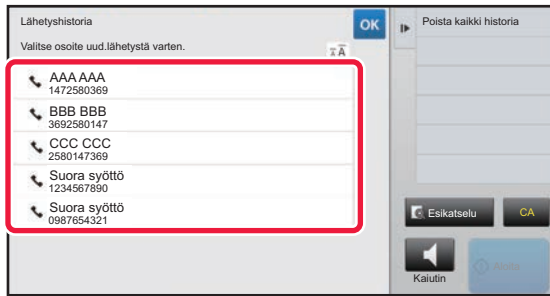 Lähetyshistoria
OK
Valitse osoite uud.lähetystä varten.
AAA AAA
1472580369
BBB BBB
3692580147
CCC CCC
2580147369
Suora syöttö
1234567890
Suora syöttö
0987654321
Poista kaikki historia
Esikatselu
CA
Kaiutin
Aloita